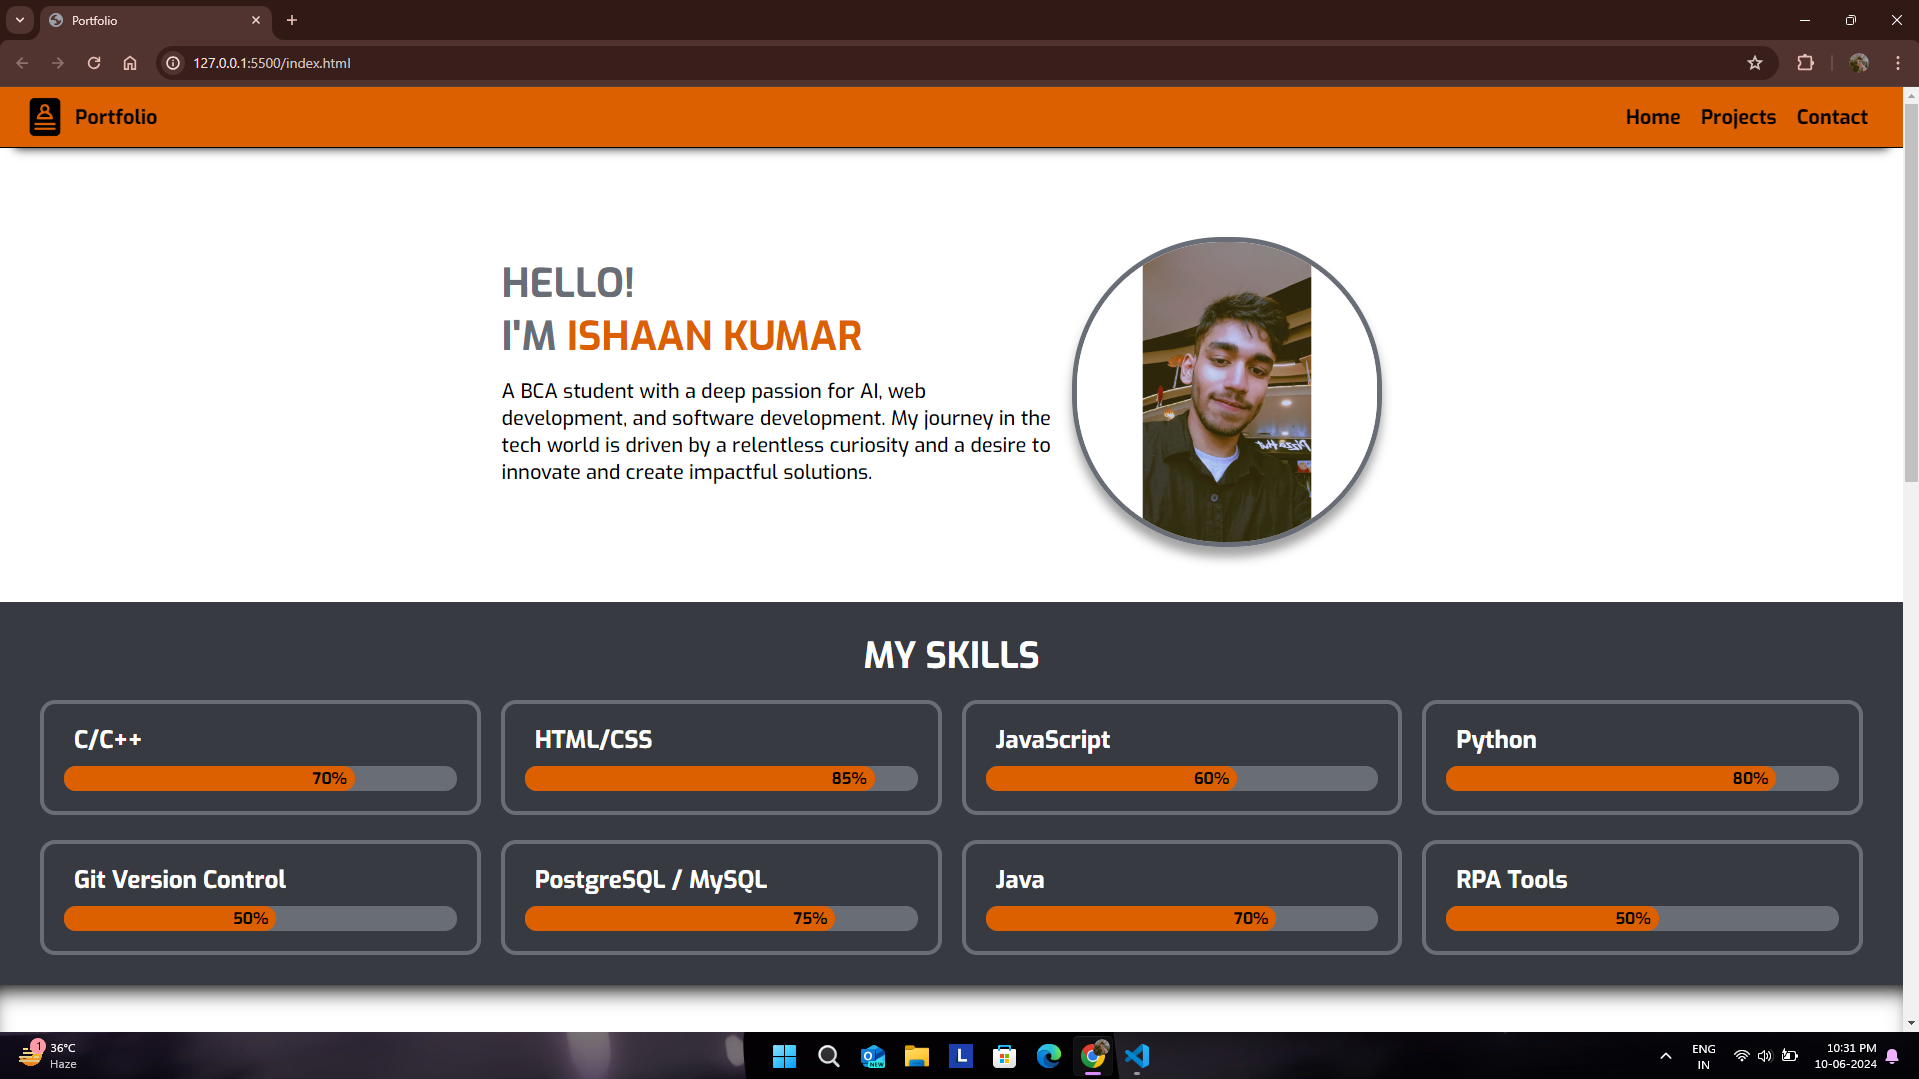 Portfolio
127.0.0.1:5500/index.html
Portfolio
Home Projects Contact
HELLO!
I'M ISHAAN KUMAR
A BCA student with a deep passion for AI, web
development, and software development. My journey in the
tech world is driven by a relentless curiosity and a desire to
innovate and create impactful solutions.
MY SKILLS
C/C++ HTML/CSS JavaScript Python
70% 85% 60% 80%
Git Version Control PostgreSQL / MySQL Java RPA Tools
50% 75% 70% 50%
1
36°C
Haze
NEW
L
ENG
IN
10:31 PM
10-06-2024